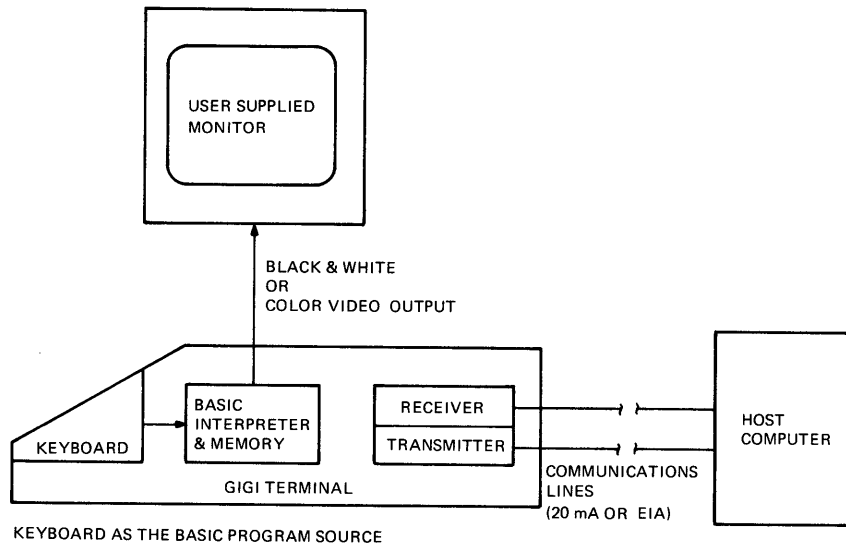 USER SUPPLIED
MONITOR
BLACK & WHITE
OR
COLOR VIDEO OUTPUT
KEYBOARD
BASIC
INTERPRETER
& MEMORY
RECEIVER
TRANSMITTER
HOST
COMPUTER
GIGI TERMINAL
COMMUNICATIONS
LINES
(20 mA OR EIA)
KEYBOARD AS THE BASIC PROGRAM SOURCE